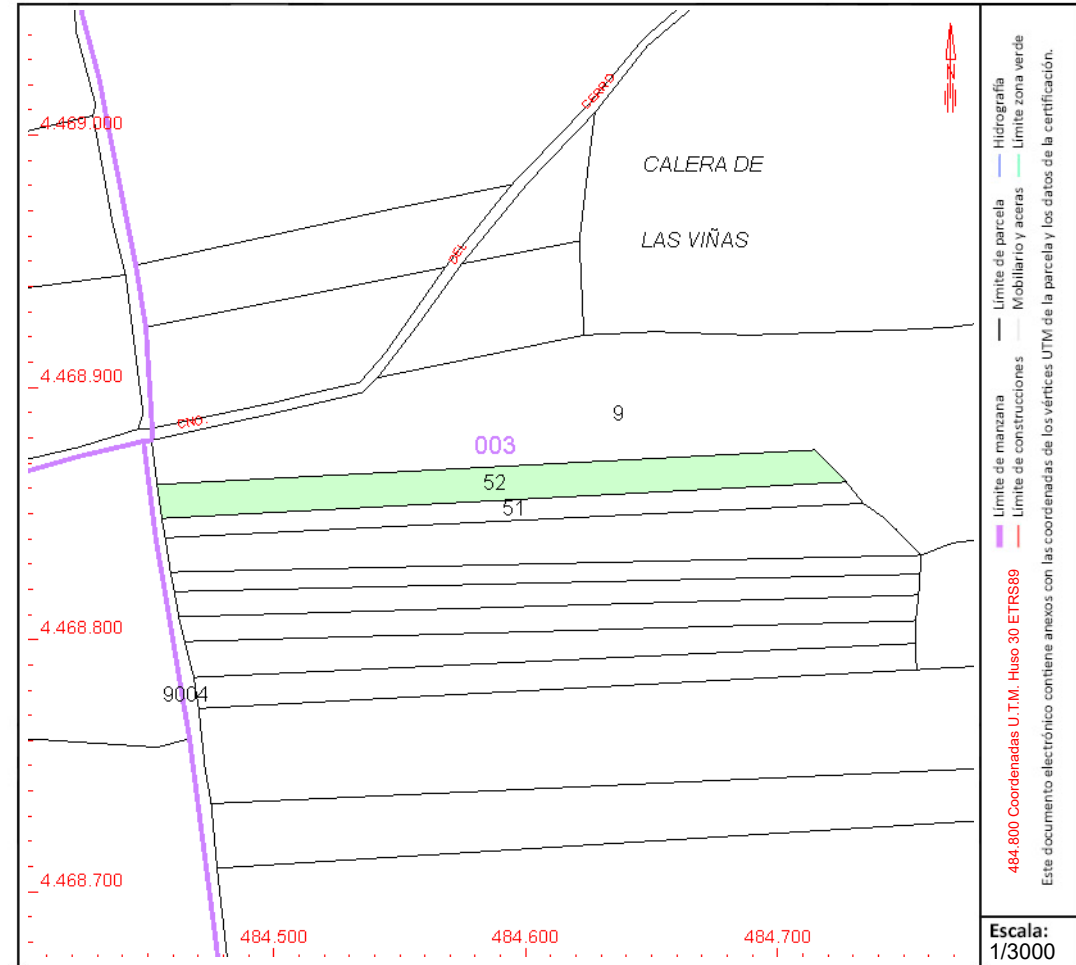 4.469.000
CERRO
N
CALERA DE
DEL
LAS VIÑAS
4.468.900
CNO.
9
003
52
51
4.468.800
9004
4.468.700
484.500
484.600
484.700
484.800 Coordenadas U.T.M. Huso 30 ETRS89
Límite de manzana
Límite de parcela
Hidrografía
Límite de construcciones
Mobiliario y aceras
Límite zona verde
Este documento electrónico contiene anexos con las coordenadas de los vértices UTM de la parcela y los datos de la certificación.
Escala:
1/3000